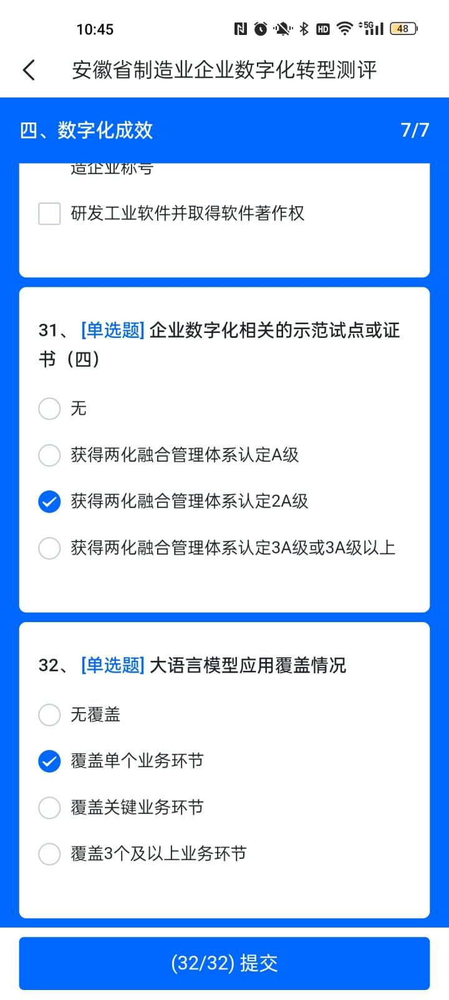 10:45
HD
5G
48
安徽省制造业企业数字化转型测评
四、数字化成效
7/7
造企业称号
研发工业软件并取得软件著作权
31、 [单选题] 企业数字化相关的示范试点或证
书（四）
无
获得两化融合管理体系认定A级
获得两化融合管理体系认定2A级
获得两化融合管理体系认定3A级或3A级以上
32、 [单选题] 大语言模型应用覆盖情况
无覆盖
覆盖单个业务环节
覆盖关键业务环节
覆盖3个及以上业务环节
(32/32) 提交